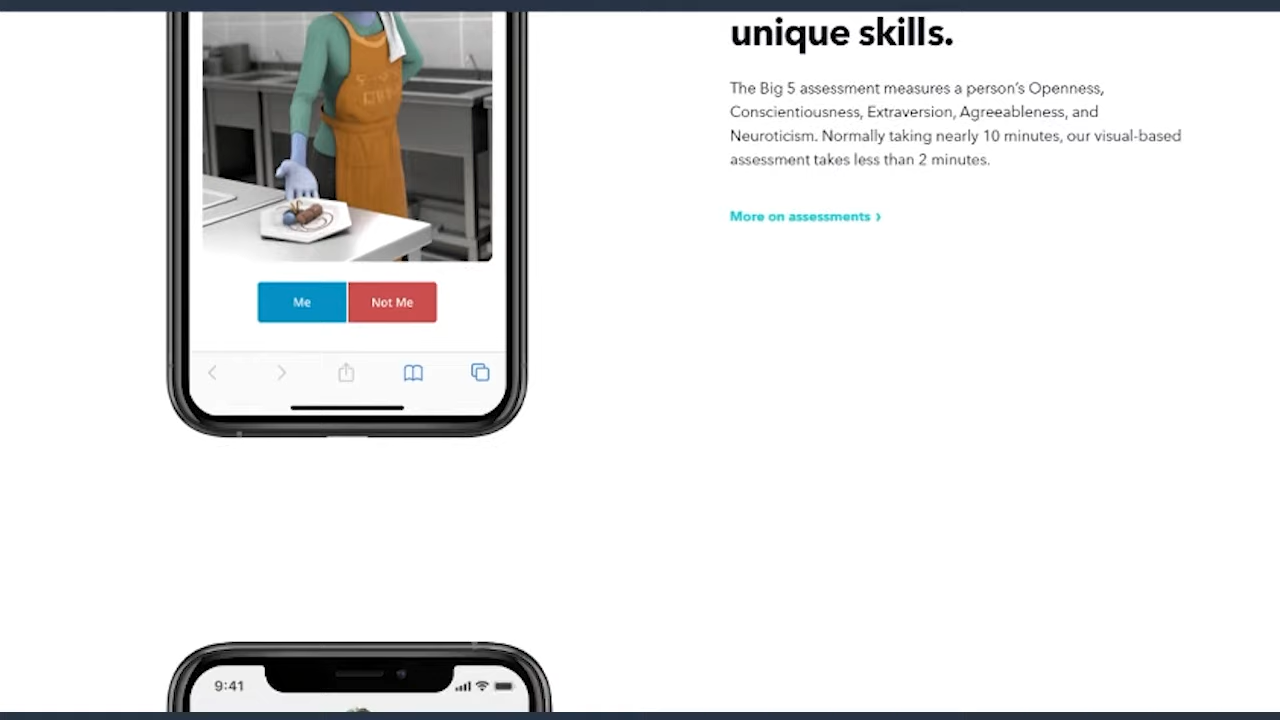 unique skills.
The Big 5 assessment measures a person's Openness,
Conscientiousness, Extraversion, Agreeableness, and
Neuroticism. Normally taking nearly 10 minutes, our visual-based
assessment takes less than 2 minutes.
More on assessments ›
Me
Not Me
9:41